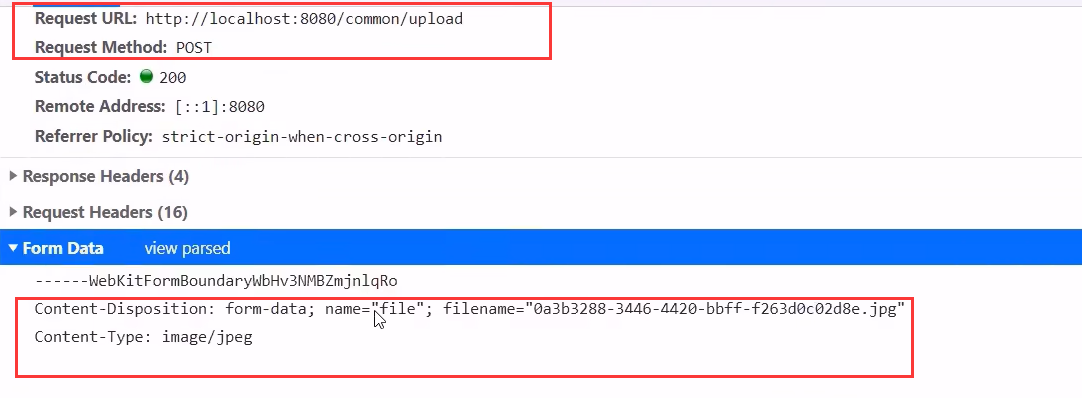 Request URL: http://localhost:8080/common/upload
Request Method: POST
Status Code: 200
Remote Address: [::1]:8080
Referrer Policy: strict-origin-when-cross-origin
Response Headers (4)
Request Headers (16)
Form Data view parsed
------WebKitFormBoundaryWbHv3NMBZmjnlqRo
Content-Disposition: form-data; name="file"; filename="0a3b3288-3446-4420-bbff-f263d0c02d8e.jpg"
Content-Type: image/jpeg